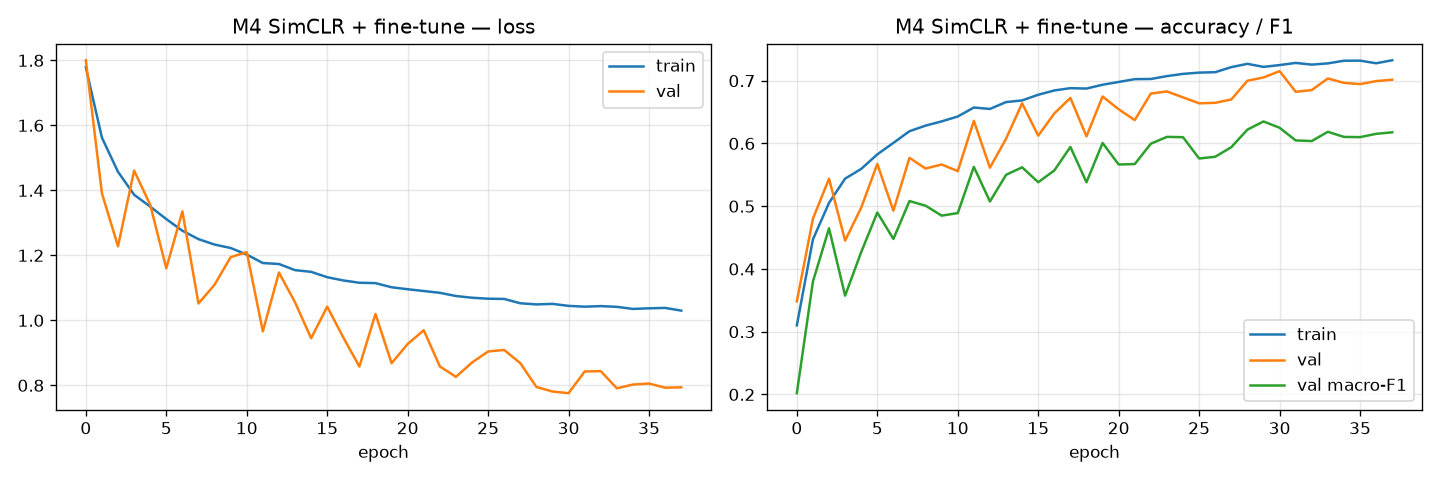 M4 SimCLR + fine-tune — loss
1.8
1.6
1.4
1.2
1.0
0.8
train
val
0 5 10 15 20 25 30 35
epoch
M4 SimCLR + fine-tune — accuracy / F1
0.7
0.6
0.5
0.4
0.3
0.2
train
val
val macro-F1
0 5 10 15 20 25 30 35
epoch